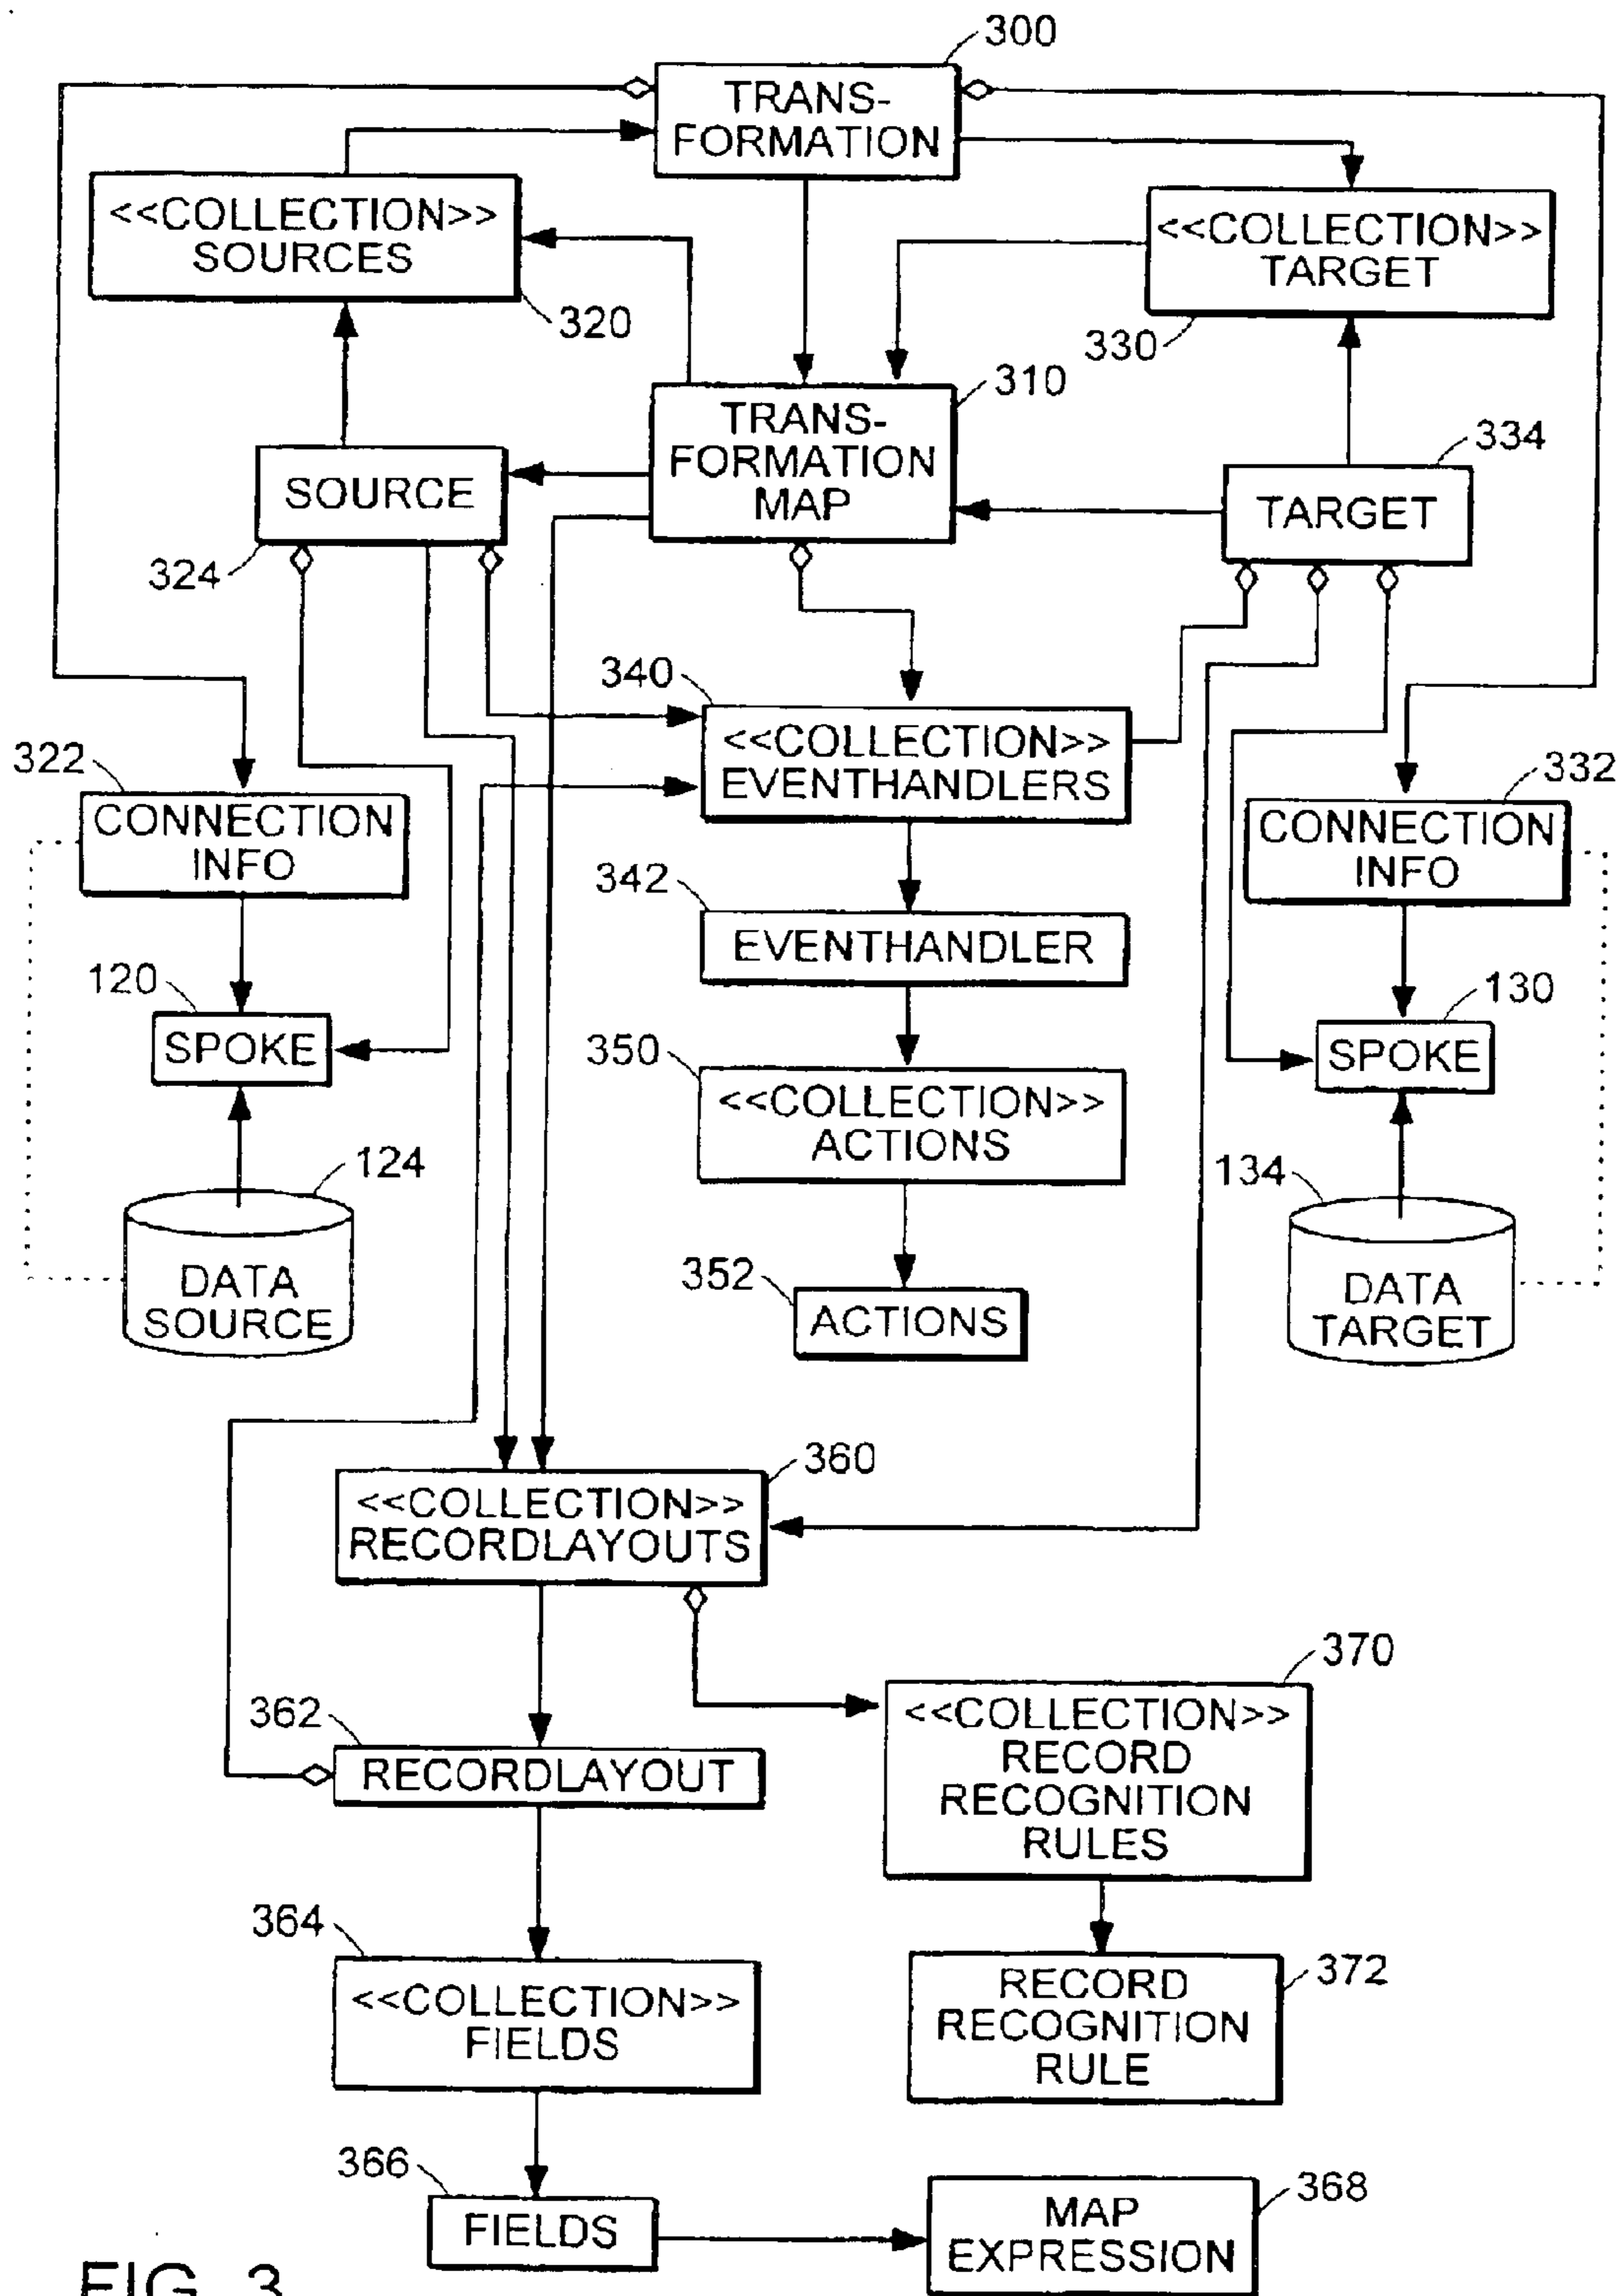 300
TRANS-
FORMATION
<<COLLECTION>>
SOURCES
320
<<COLLECTION>>
TARGET
330
310
TRANS-
FORMATION
MAP
SOURCE
324
334
TARGET
340
<<COLLECTION>>
EVENTHANDLERS
322
CONNECTION
INFO
332
CONNECTION
INFO
342
EVENTHANDLER
120
SPOKE
130
SPOKE
350
<<COLLECTION>>
ACTIONS
124
DATA
SOURCE
134
DATA
TARGET
352
ACTIONS
360
<<COLLECTION>>
RECORDLAYOUTS
370
<<COLLECTION>>
RECORD
RECOGNITION
RULES
362
RECORDLAYOUT
364
<<COLLECTION>>
FIELDS
372
RECORD
RECOGNITION
RULE
366
FIELDS
368
MAP
EXPRESSION
FIG. 3